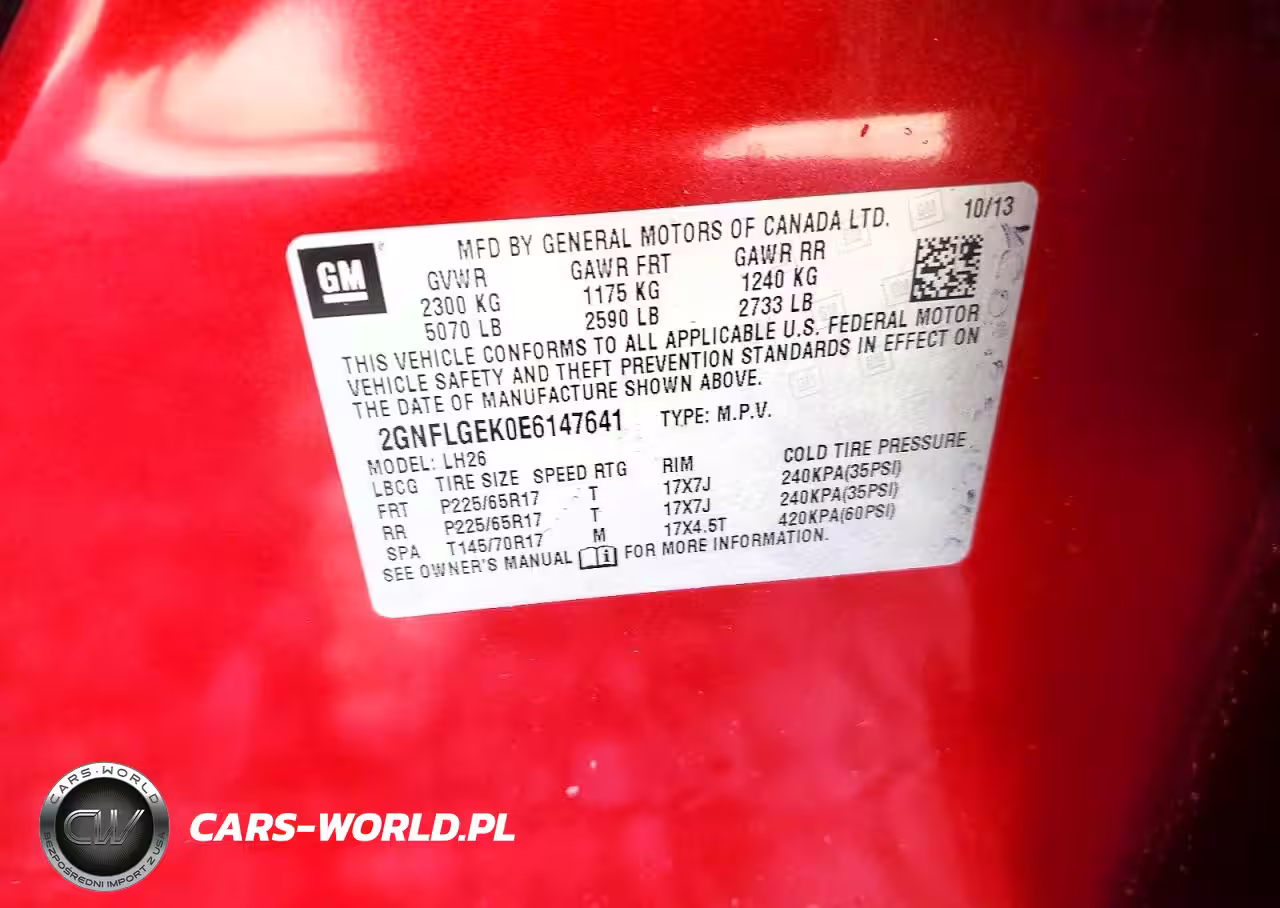 GM
MFD BY GENERAL MOTORS OF CANADA LTD. 10/13
GVWR GAWR FRT GAWR RR
2300 KG 1175 KG 1240 KG
5070 LB 2590 LB 2733 LB
THIS VEHICLE CONFORMS TO ALL APPLICABLE U.S. FEDERAL MOTOR
VEHICLE SAFETY AND THEFT PREVENTION STANDARDS IN EFFECT ON
THE DATE OF MANUFACTURE SHOWN ABOVE.
2GNFLGEK0E6147641 TYPE: M.P.V.
MODEL: LH26
LBCG TIRE SIZE SPEED RTG RIM COLD TIRE PRESSURE
FRT P225/65R17 T 17X7J 240KPA(35PSI)
RR P225/65R17 T 17X7J 240KPA(35PSI)
SPA T145/70R17 M 17X4.5T 420KPA(60PSI)
SEE OWNER'S MANUAL FOR MORE INFORMATION.
CARS-WORLD
CW
BEZPOŚREDNI IMPORT Z USA
CARS-WORLD.PL